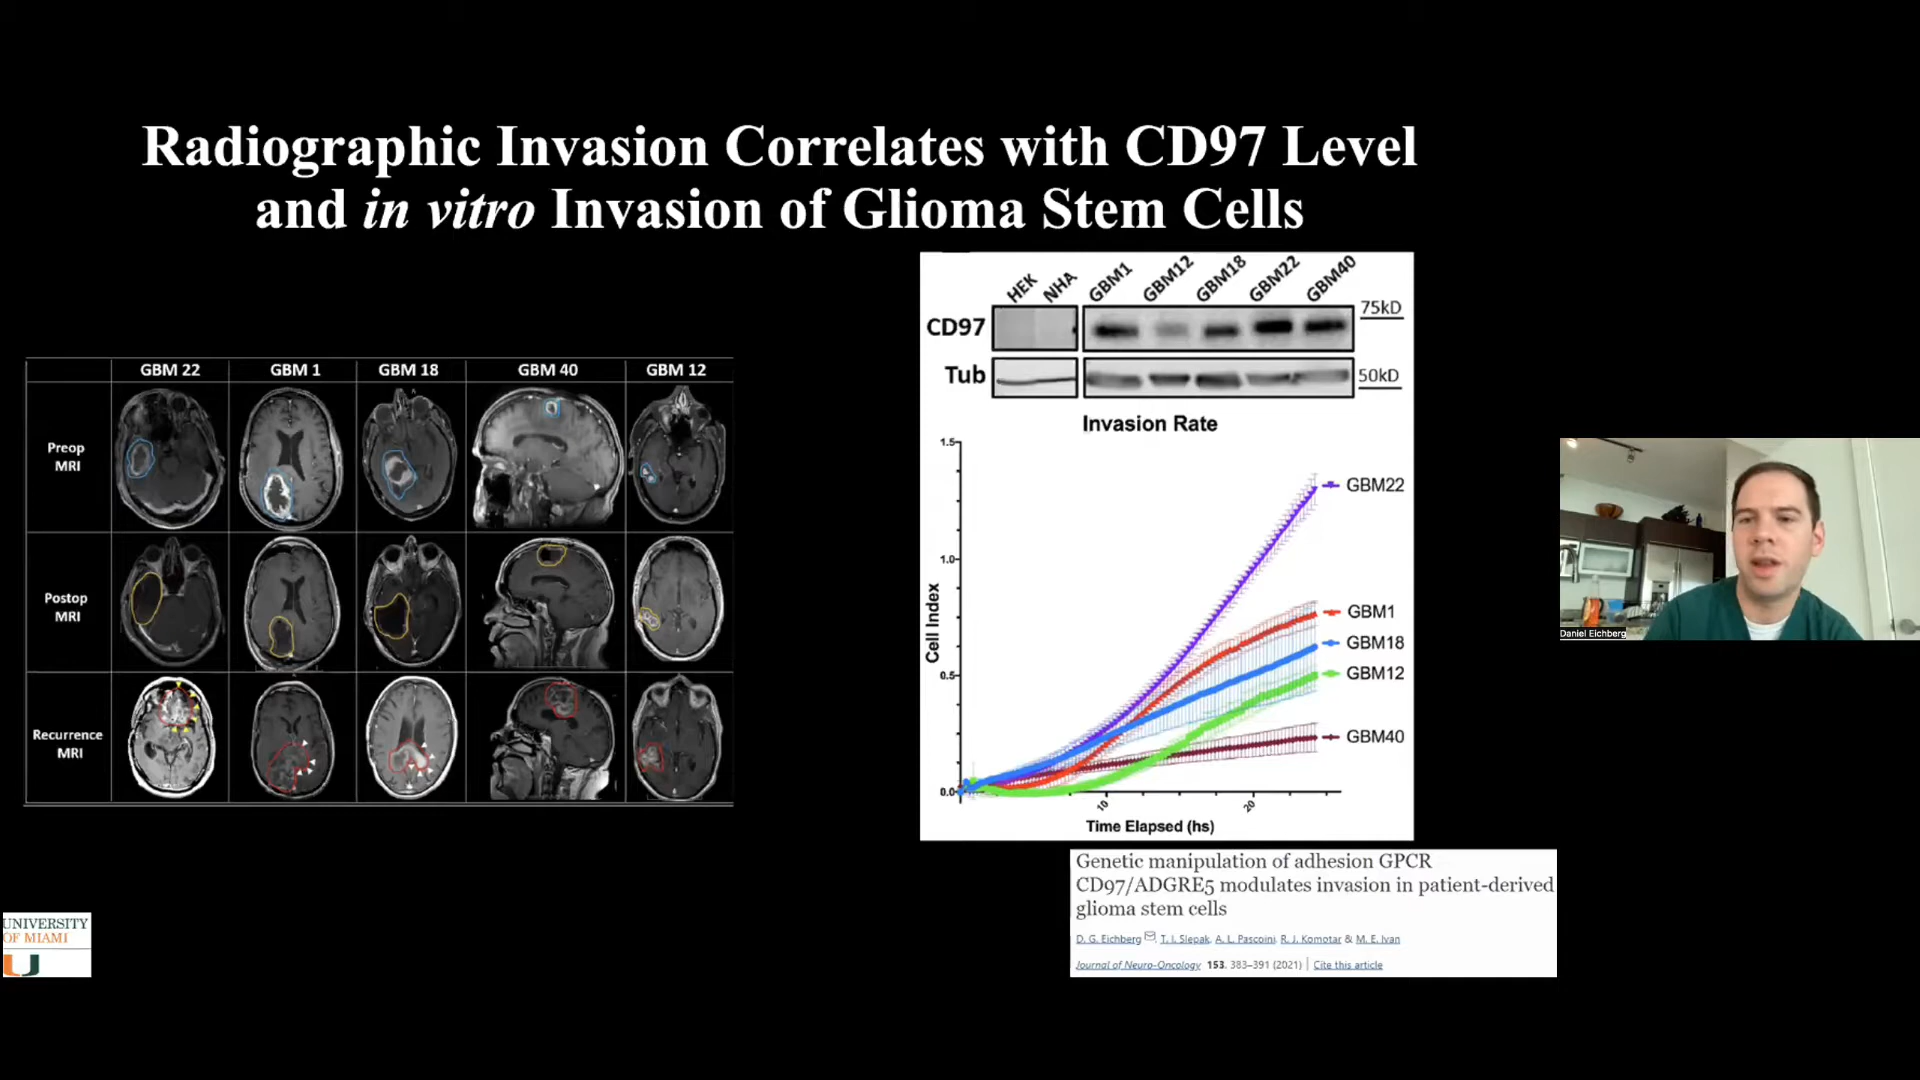 Radiographic Invasion Correlates with CD97 Level
and in vitro Invasion of Glioma Stem Cells
GBM 22 GBM 1 GBM 18 GBM 40 GBM 12
Preop
MRI
Postop
MRI
Recurrence
MRI
HEK NHA GBM1 GBM12 GBM18 GBM22 GBM40
CD97 75kD
Tub 50kD
Invasion Rate
Cell Index
1.5
1.0
0.5
0.0
10 20
Time Elapsed (hs)
GBM22
GBM1
GBM18
GBM12
GBM40
Genetic manipulation of adhesion GPCR
CD97/ADGRE5 modulates invasion in patient-derived
glioma stem cells
D. G. Eichberg, T. I. Slepak, A. L. Pascoini, R. J. Komotar & M. E. Ivan
Journal of Neuro-Oncology 153, 383–391 (2021) | Cite this article
UNIVERSITY
OF MIAMI
Daniel Eichberg